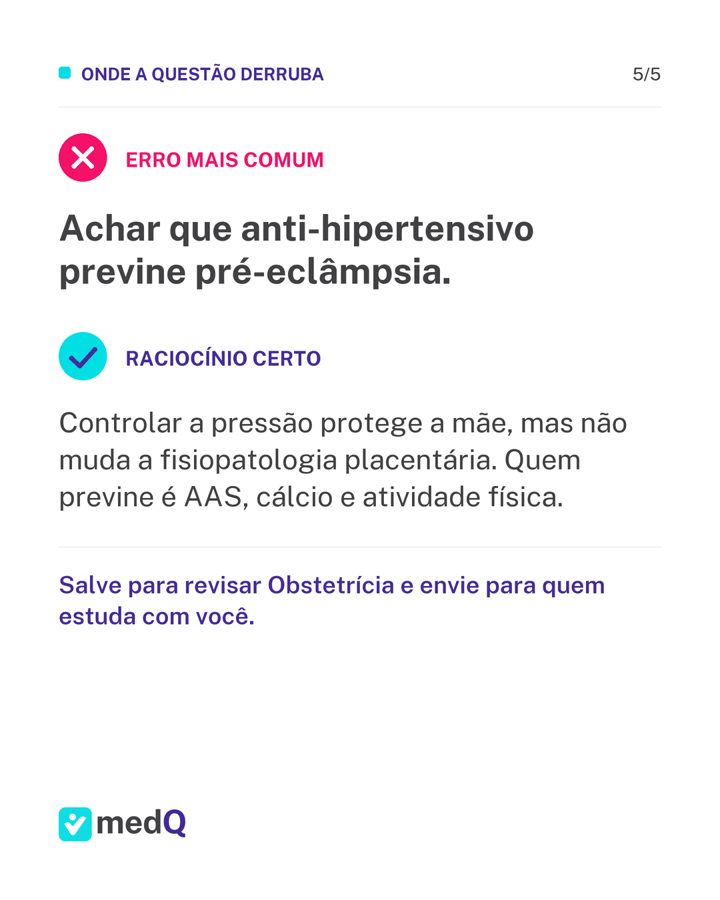 ONDE A QUESTÃO DERRUBA
5/5
ERRO MAIS COMUM
Achar que anti-hipertensivo
previne pré-eclâmpsia.
RACIOCÍNIO CERTO
Controlar a pressão protege a mãe, mas não
muda a fisiopatologia placentária. Quem
previne é AAS, cálcio e atividade física.
Salve para revisar Obstetrícia e envie para quem
estuda com você.
medQ